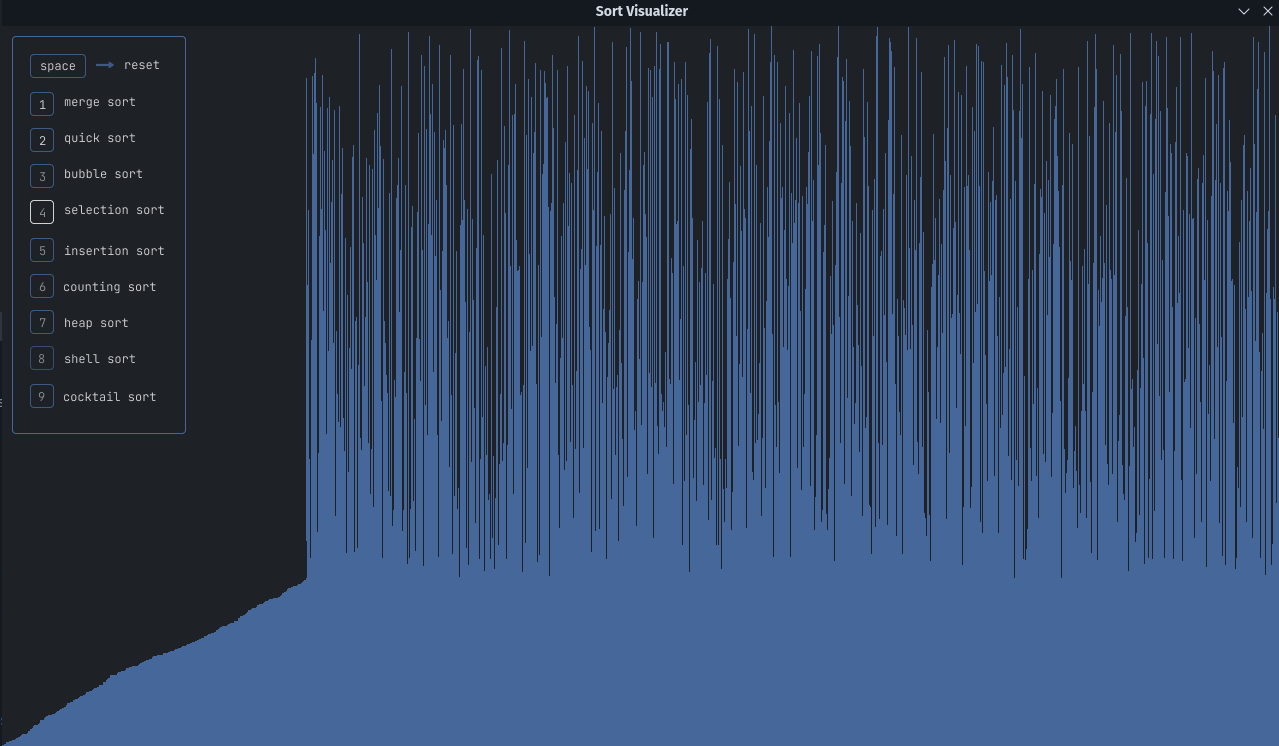 Sort Visualizer
space reset
1 merge sort
2 quick sort
3 bubble sort
4 selection sort
5 insertion sort
6 counting sort
7 heap sort
8 shell sort
9 cocktail sort